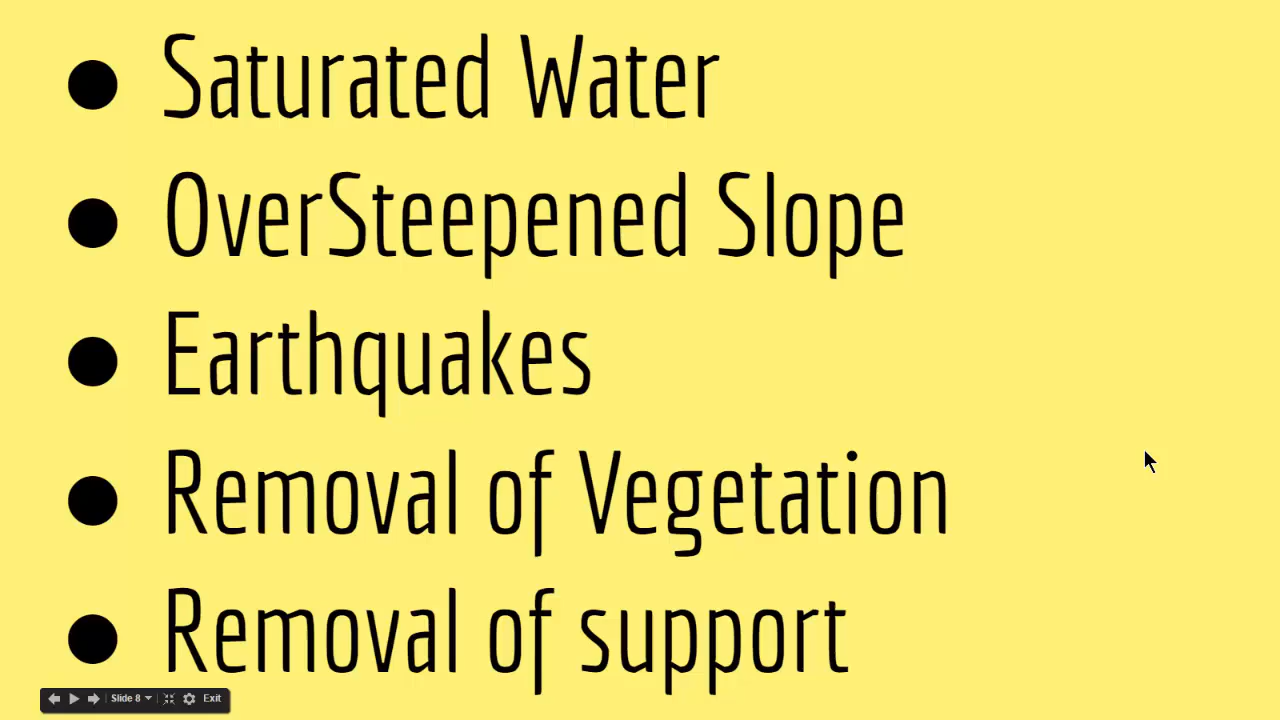 ● Saturated Water
● OverSteepened Slope
● Earthquakes
● Removal of Vegetation
● Removal of support
Slide 8 Exit